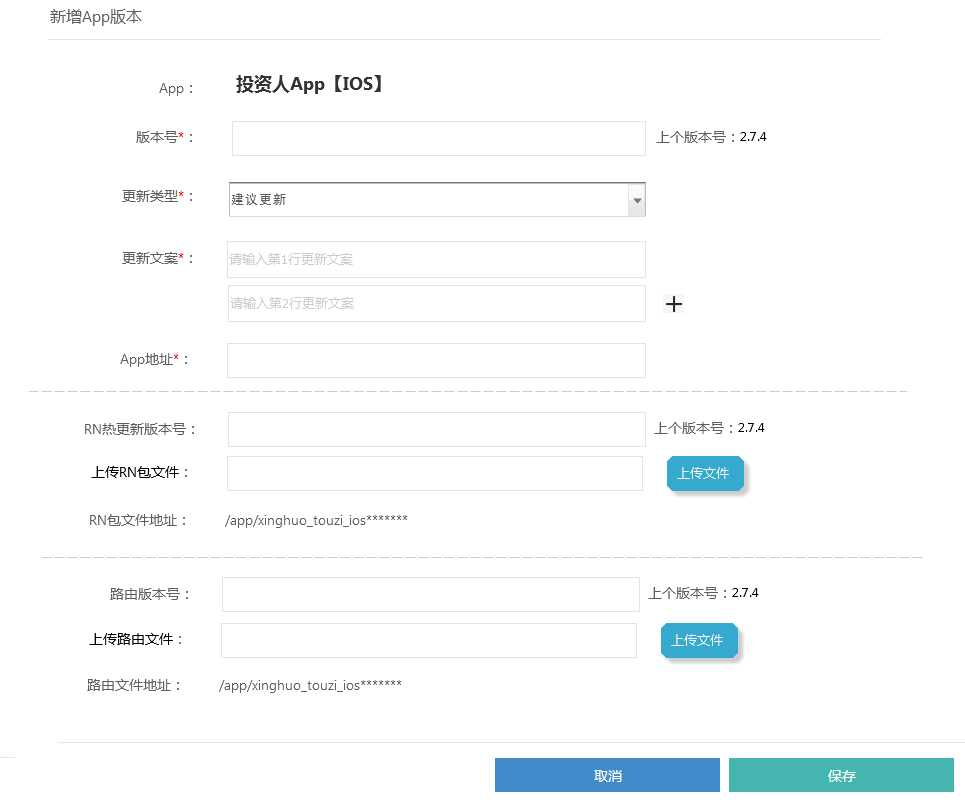 新增App版本
App： 投资人App【IOS】
版本号*： 上个版本号：2.7.4
更新类型*： 建议更新
更新文案*： 请输入第1行更新文案
请输入第2行更新文案
App地址*：
RN热更新版本号： 上个版本号：2.7.4
上传RN包文件： 上传文件
RN包文件地址： /app/xinghuo_touzi_ios*******
路由版本号： 上个版本号：2.7.4
上传路由文件： 上传文件
路由文件地址： /app/xinghuo_touzi_ios*******
取消 保存